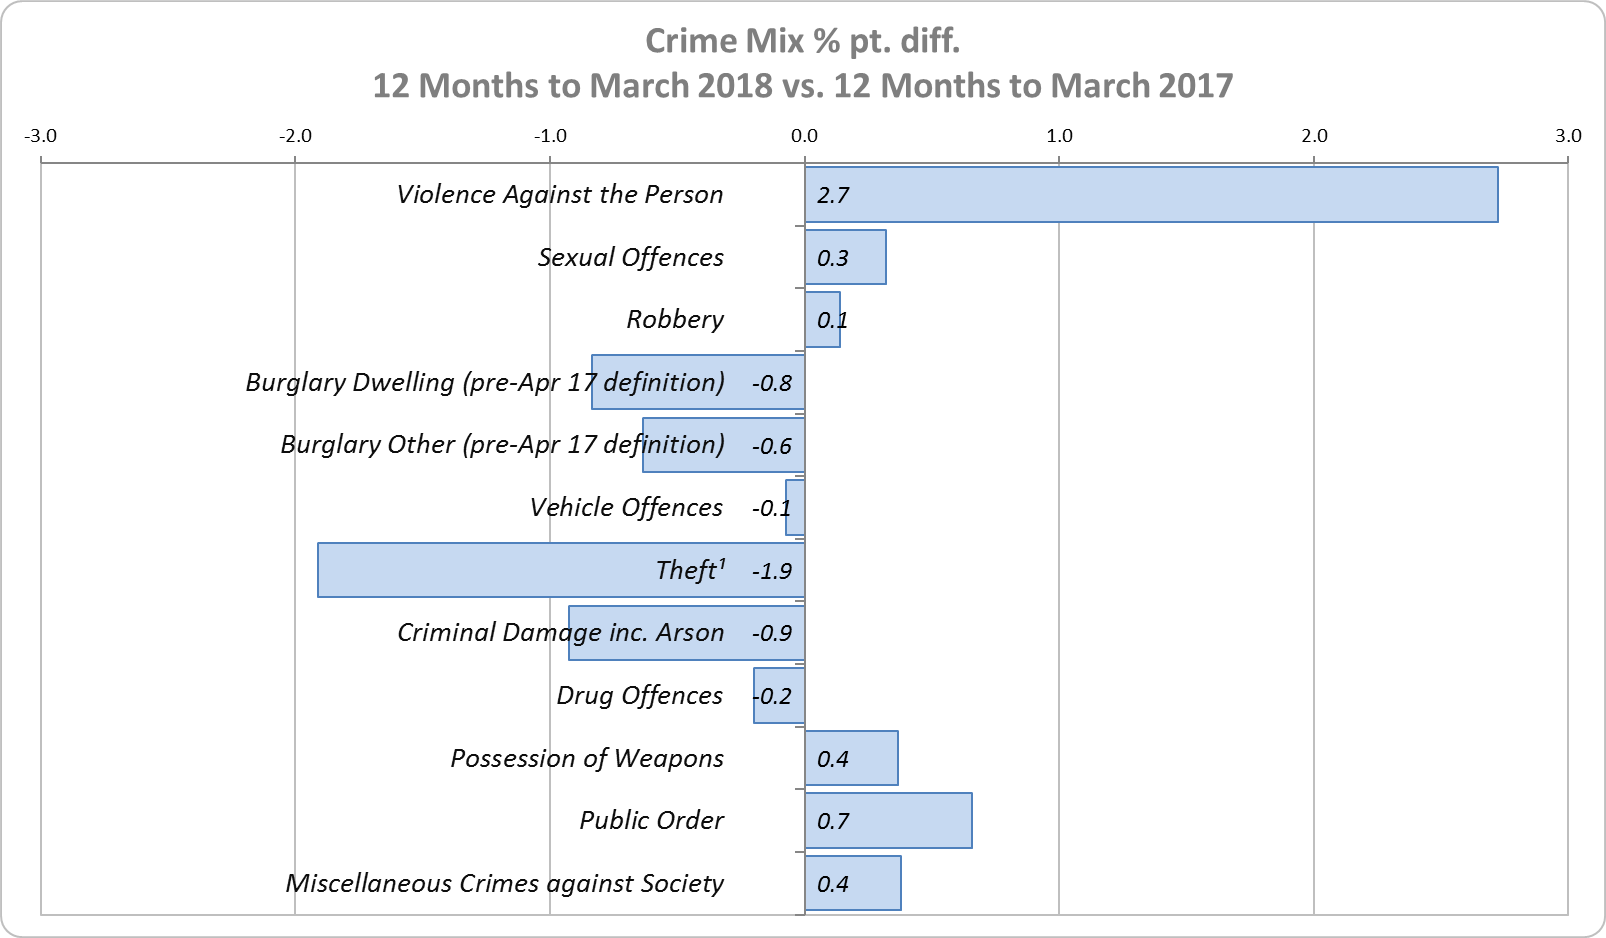 Crime Mix % pt. diff.
12 Months to March 2018 vs. 12 Months to March 2017
-3.0 -2.0 -1.0 0.0 1.0 2.0 3.0
Violence Against the Person 2.7
Sexual Offences 0.3
Robbery 0.1
Burglary Dwelling (pre-Apr 17 definition) -0.8
Burglary Other (pre-Apr 17 definition) -0.6
Vehicle Offences -0.1
Theft¹ -1.9
Criminal Damage inc. Arson -0.9
Drug Offences -0.2
Possession of Weapons 0.4
Public Order 0.7
Miscellaneous Crimes against Society 0.4